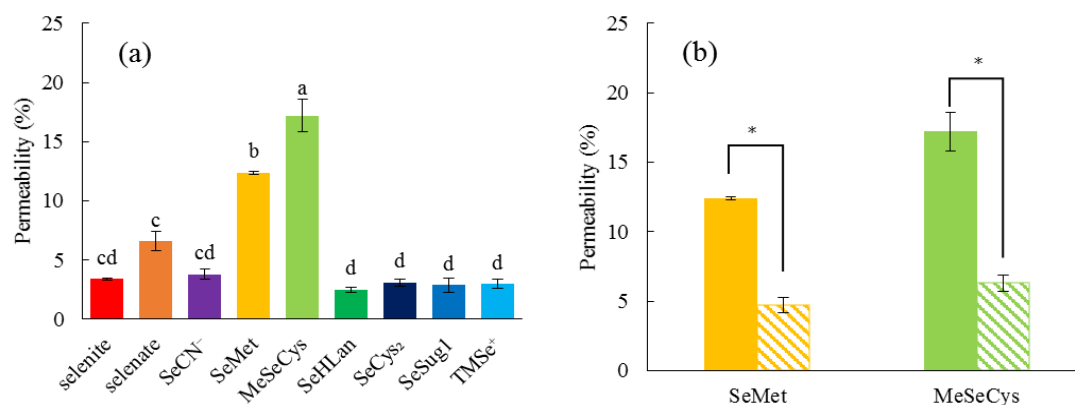 (a)
Permeability (%)
25
20
15
10
5
0
cd
c
cd
b
a
d
d
d
d
selenite
selenate
SeCN⁻
SeMet
MeSeCys
SeHLan
SeCys₂
SeSug1
TMSe⁺
(b)
Permeability (%)
25
20
15
10
5
0
*
*
SeMet
MeSeCys